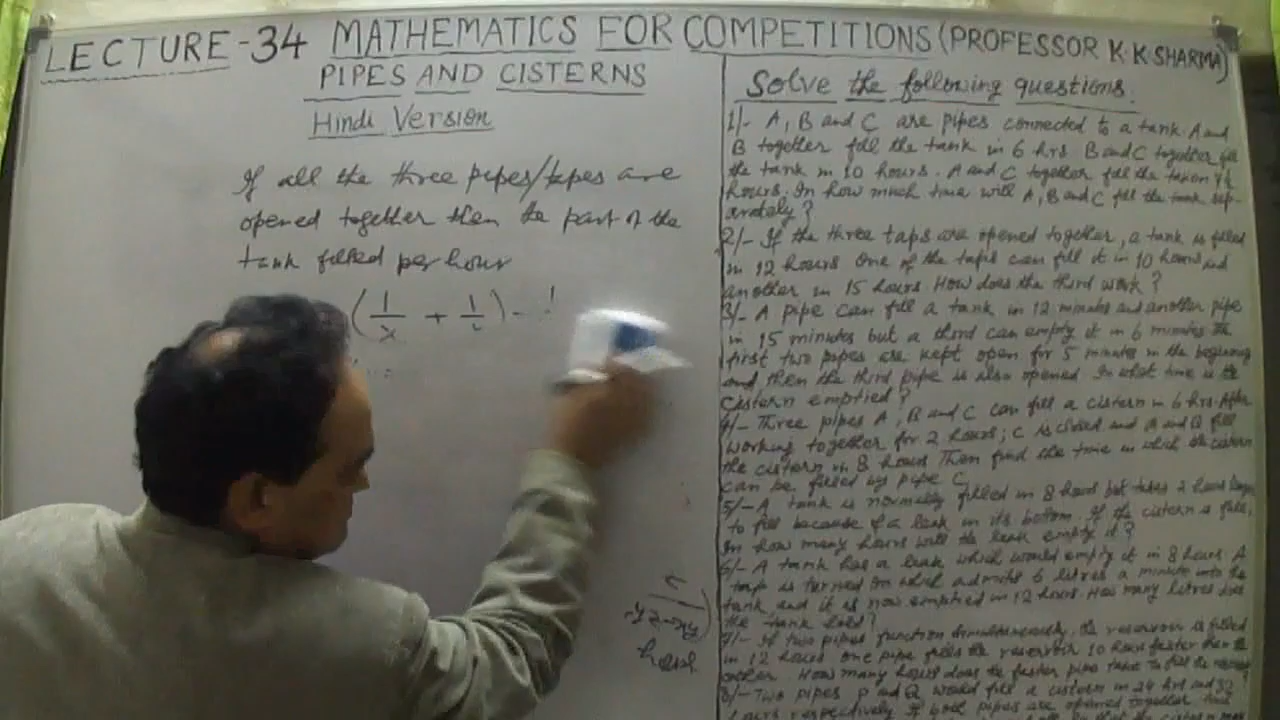 LECTURE-34 MATHEMATICS FOR COMPETITIONS (PROFESSOR K.K.SHARMA)
PIPES AND CISTERNS
Hindi Version
If all the three pipes/tapes are
opened together then the part of the
tank filled per hour
(1/x + 1/
hours
Solve the following questions.
1/- A, B and C are pipes connected to a tank. A and
B together fill the tank in 6 hrs B and C together fill
the tank in 10 hours. A and C together fill the
hours. In how much time will A, B and C fill the tank sep-
arately?
2/- If the three taps are opened together, a tank is filled
in 12 hours One of the taps can fill it in 10 hours and
another in 15 hours. How does the third work?
3/- A pipe can fill a tank in 12 minutes and another pipe
in 15 minutes but a third can empty it in 6 minutes The
first two pipes are kept open for 5 minutes in the beginning
and then the third pipe is also opened. In what time is the
cistern emptied?
4/- Three pipes A, B and C can fill a cistern in 6 hrs. After
working together for 2 hours; C is closed and A and B fill
the cistern in 8 hours Then find the time in which the cistern
can be filled by pipe C
5/- A tank is normally filled in 8 hours but takes 2 hours longer
to fill because of a leak in its bottom. If the cistern is full,
In how many hours will the leak empty it?
6/- A tank has a leak which would empty it in 8 hours. A
tap is turned on which admits 6 litres a minute into the
tank and it is now emptied in 12 hours. How many litres does
the tank hold?
7/- If two pipes function simultaneously, the reservoir is filled
in 12 hours one pipe fills the reservoir 10 hours faster than the
other. How many hours does the faster pipe take to fill the
8/- Two pipes P and Q would fill a cistern in 24 hrs and 32
hours respectively If both pipes are opened together,